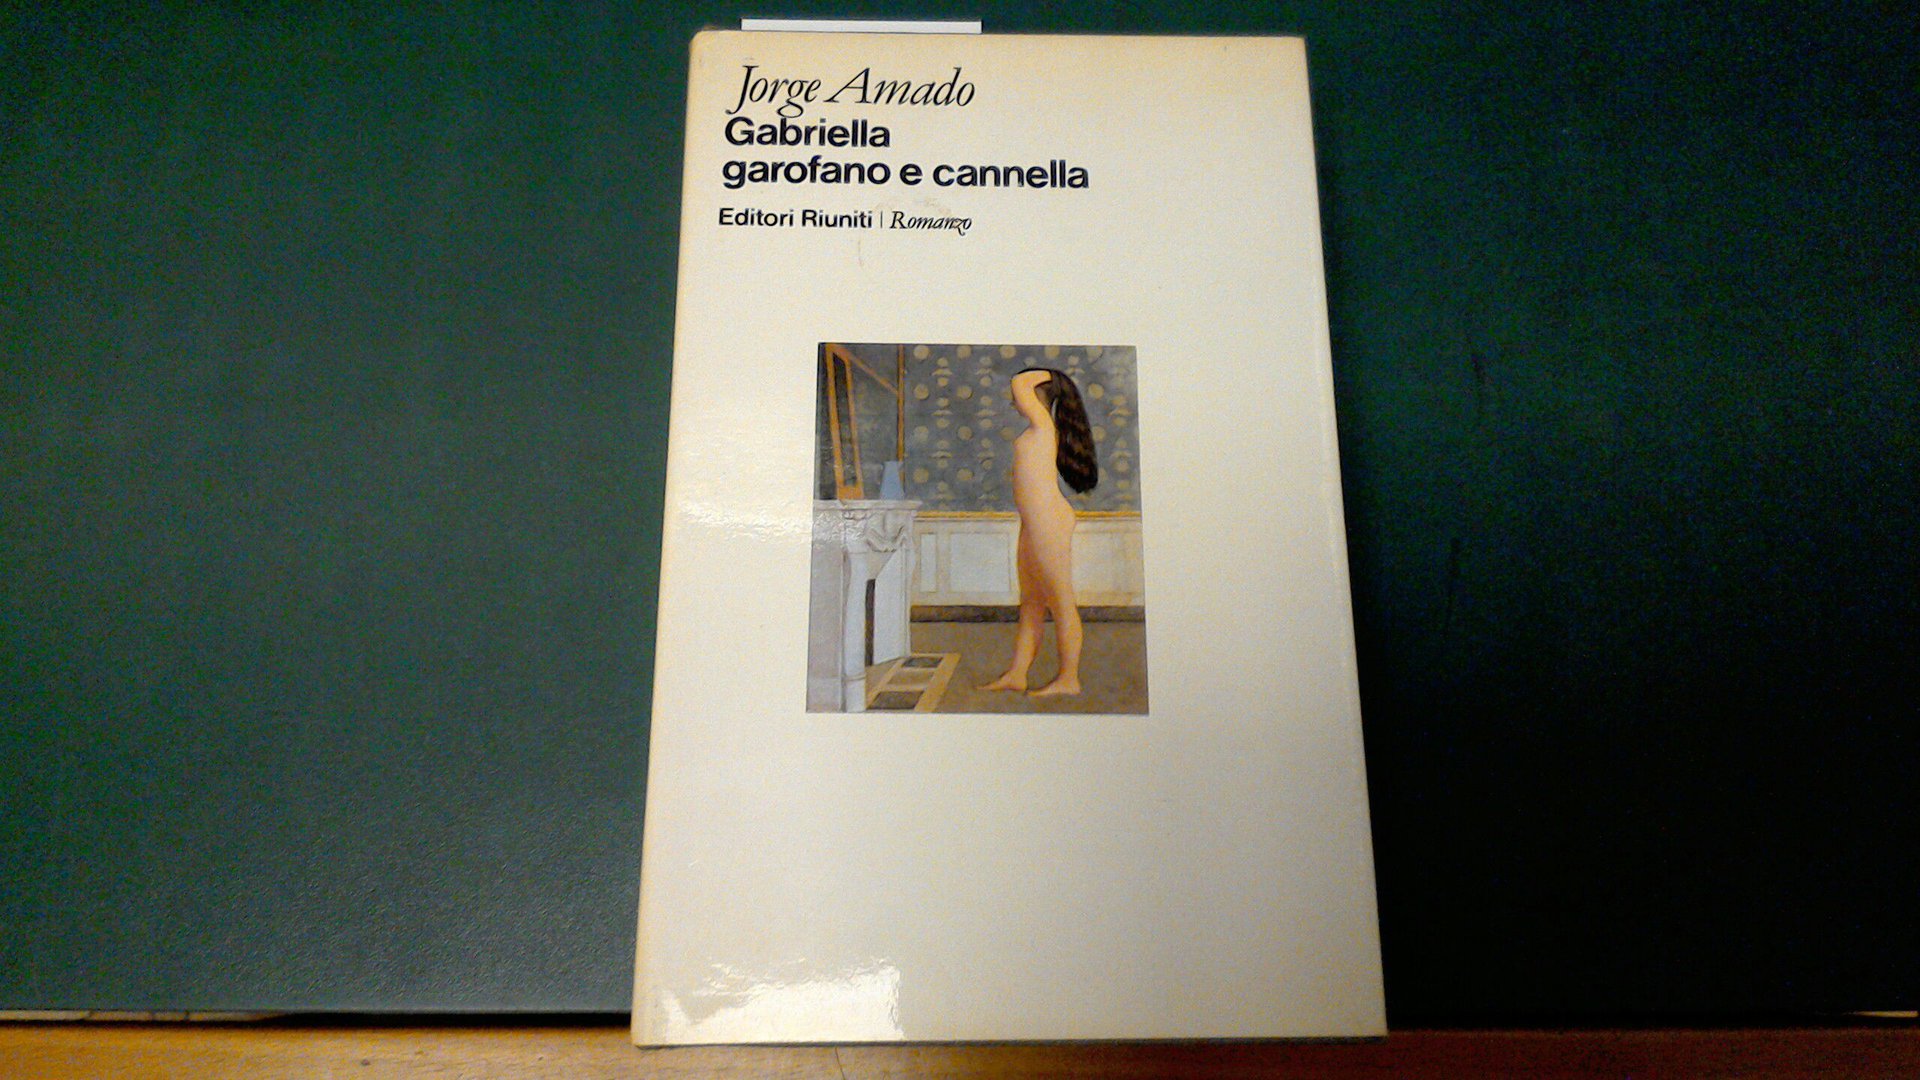 Jorge Amado
Gabriella
garofano e cannella
Editori Riuniti | Romanzo